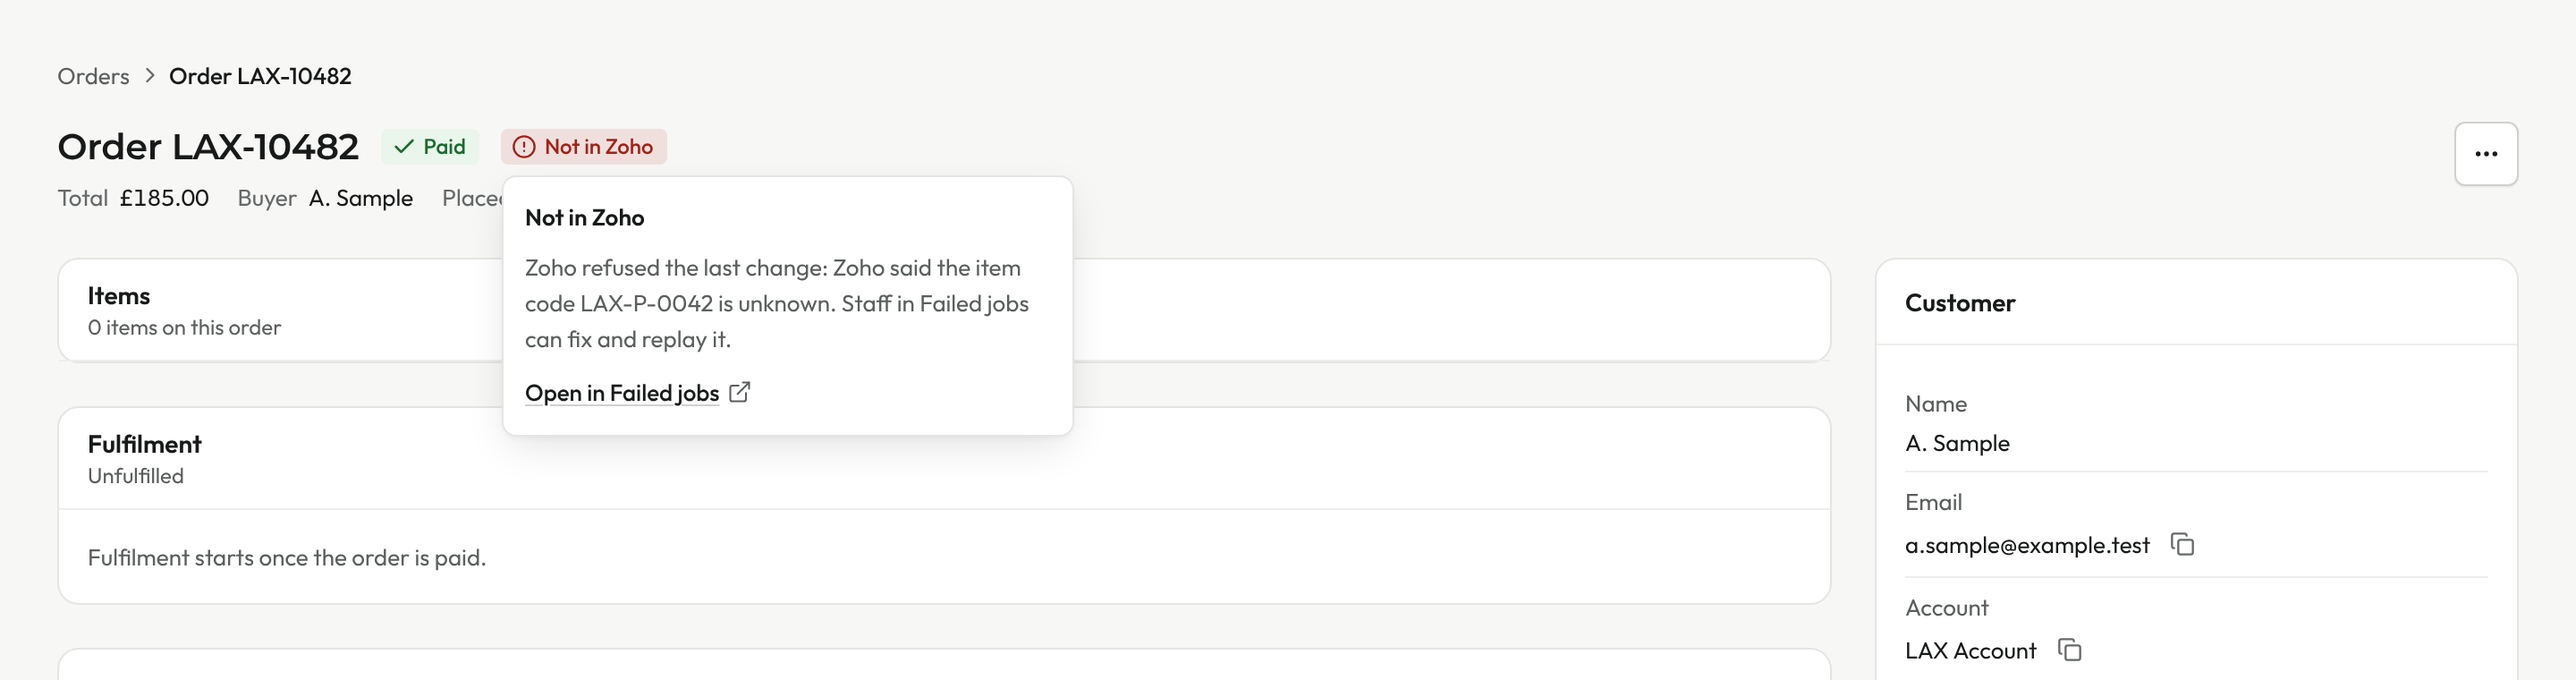 Orders > Order LAX-10482
Order LAX-10482 Paid Not in Zoho
Total £185.00 Buyer A. Sample
Not in Zoho
Zoho refused the last change: Zoho said the item
code LAX-P-0042 is unknown. Staff in Failed jobs
can fix and replay it.
Open in Failed jobs
Items
0 items on this order
Fulfilment
Unfulfilled
Fulfilment starts once the order is paid.
Customer
Name
A. Sample
Email
a.sample@example.test
Account
LAX Account